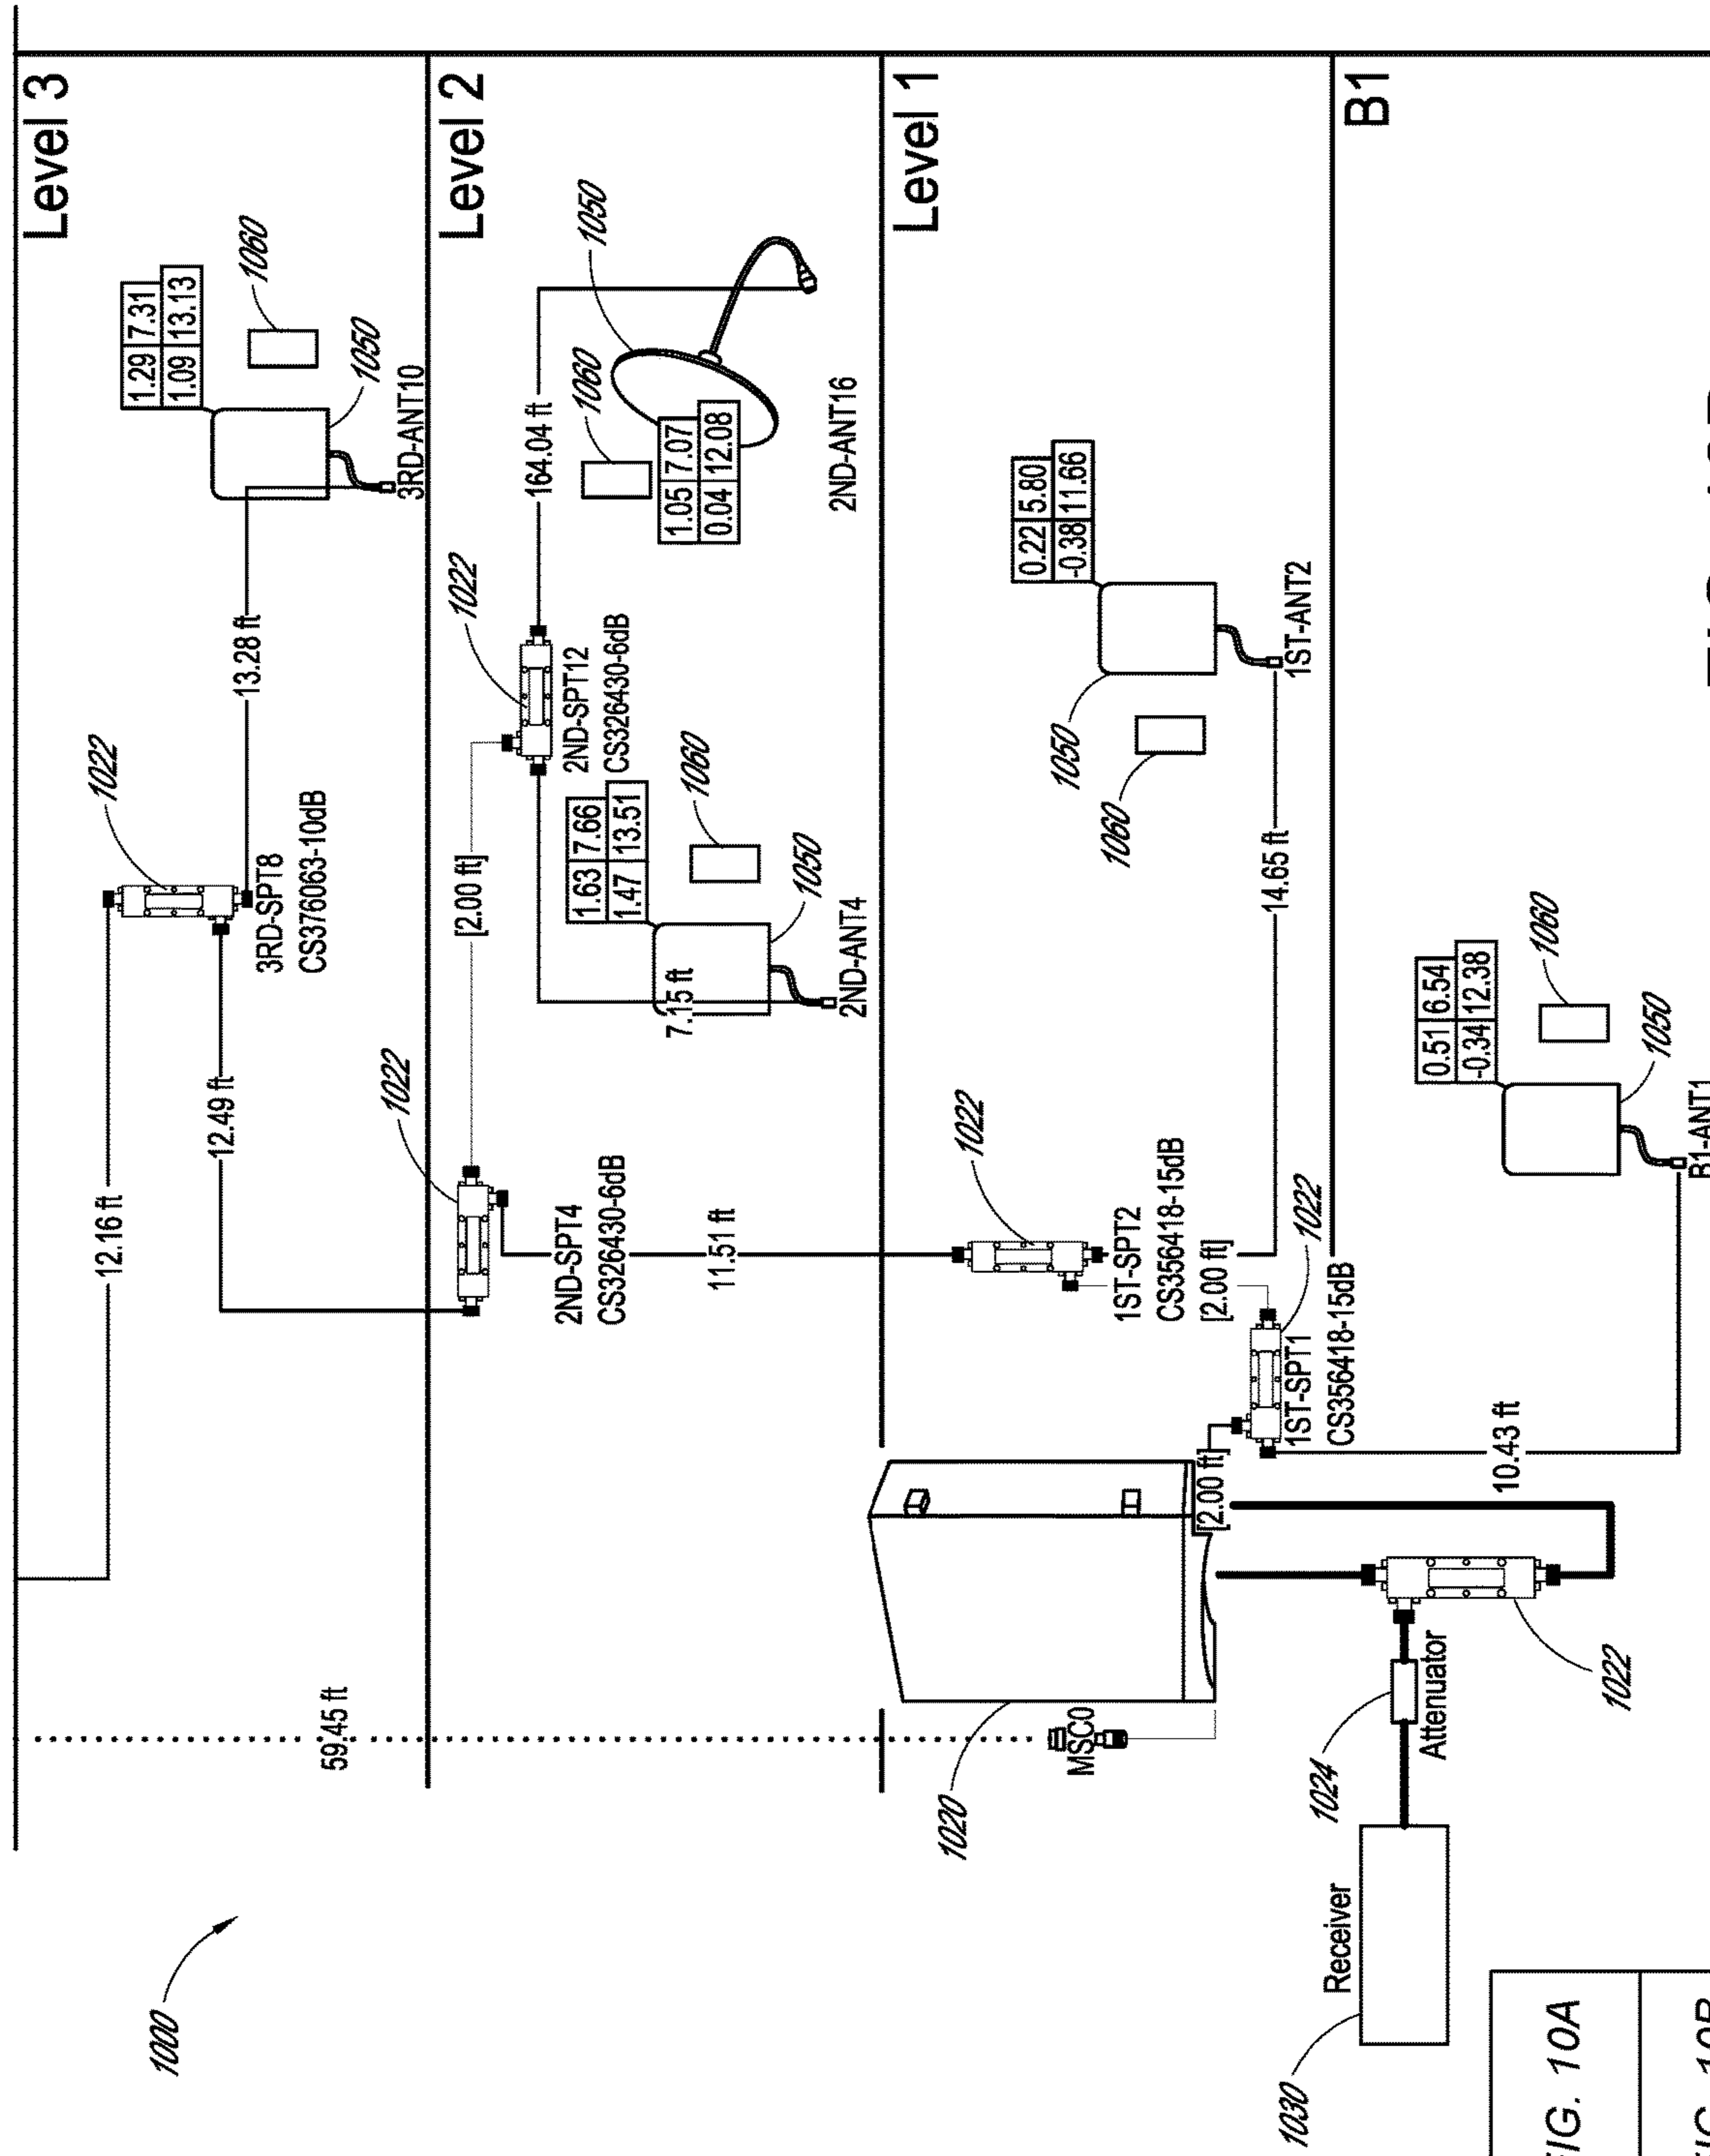 Level 3
1.29 7.31
1.09 13.13
1060
1050
3RD-ANT10
13.28 ft
1022
3RD-SPT8
CS376063-10dB
12.49 ft
12.16 ft
59.45 ft
1000
Level 2
1050
164.04 ft
1060
1.05 7.07
0.04 12.08
2ND-ANT16
1022
2ND-SPT12
CS326430-6dB
[2.00 ft]
1.63 7.66
1.47 13.51
1060
7.15 ft
1050
2ND-ANT4
1022
2ND-SPT4
CS326430-6dB
11.51 ft
Level 1
0.22 5.80
-0.38 11.66
1ST-ANT2
1050
1060
14.65 ft
1022
1ST-SPT2
CS356418-15dB
[2.00 ft]
1022
1ST-SPT1
CS356418-15dB
[2.00 ft]
MSC0
1020
B1
0.51 6.54
-0.34 12.38
1060
1050
B1-ANT1
10.43 ft
1022
Attenuator
1024
Receiver
1030
FIG. 10A
FIG. 10B